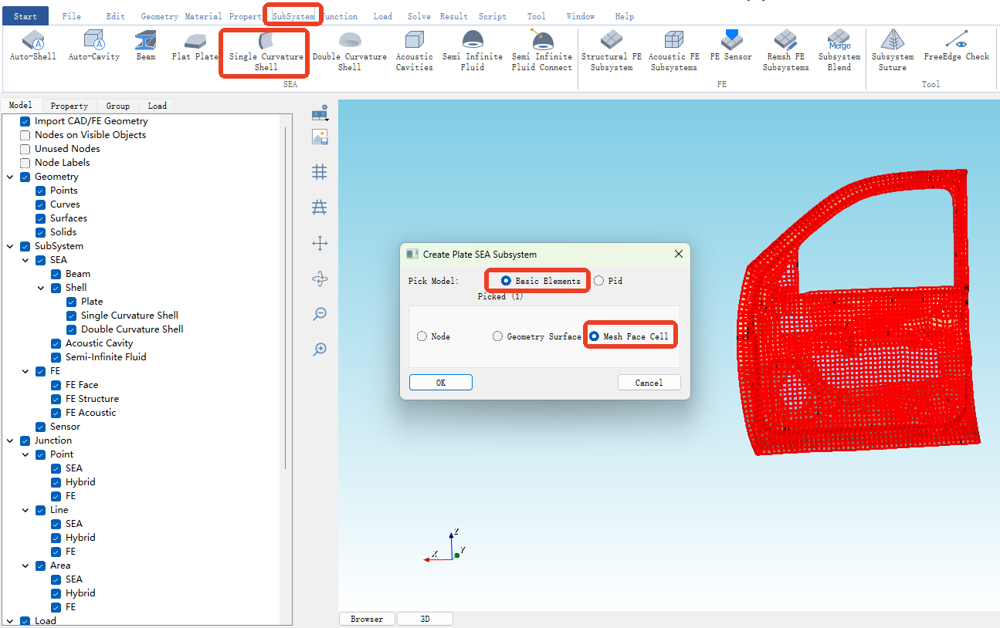 Start File Edit Geometry Material Propert SubSystem unction Load Solve Result Script Tool Window Help
Auto-Shell Auto-Cavity Beam Flat Plate Single Curvature Shell Double Curvature Shell Acoustic Cavities Semi Infinite Fluid Semi Infinite Fluid Connect Structural FE Subsystem Acoustic FE Subsystems FE Sensor Remsh FE Subsystems Merge Subsystem Blend Subsystem Suture FreeEdge Check
SEA FE Tool
Model Property Group Load
Import CAD/FE Geometry
Nodes on Visible Objects
Unused Nodes
Node Labels
Geometry
Points
Curves
Surfaces
Solids
SubSystem
SEA
Beam
Shell
Plate
Single Curvature Shell
Double Curvature Shell
Acoustic Cavity
Semi-Infinite Fluid
FE
FE Face
FE Structure
FE Acoustic
Sensor
Junction
Point
SEA
Hybrid
FE
Line
SEA
Hybrid
FE
Area
SEA
Hybrid
FE
Load
Create Plate SEA Subsystem
Pick Model: Basic Elements Pid
Picked (1)
Node Geometry Surface Mesh Face Cell
OK Cancel
Z
X Y
Browser 3D